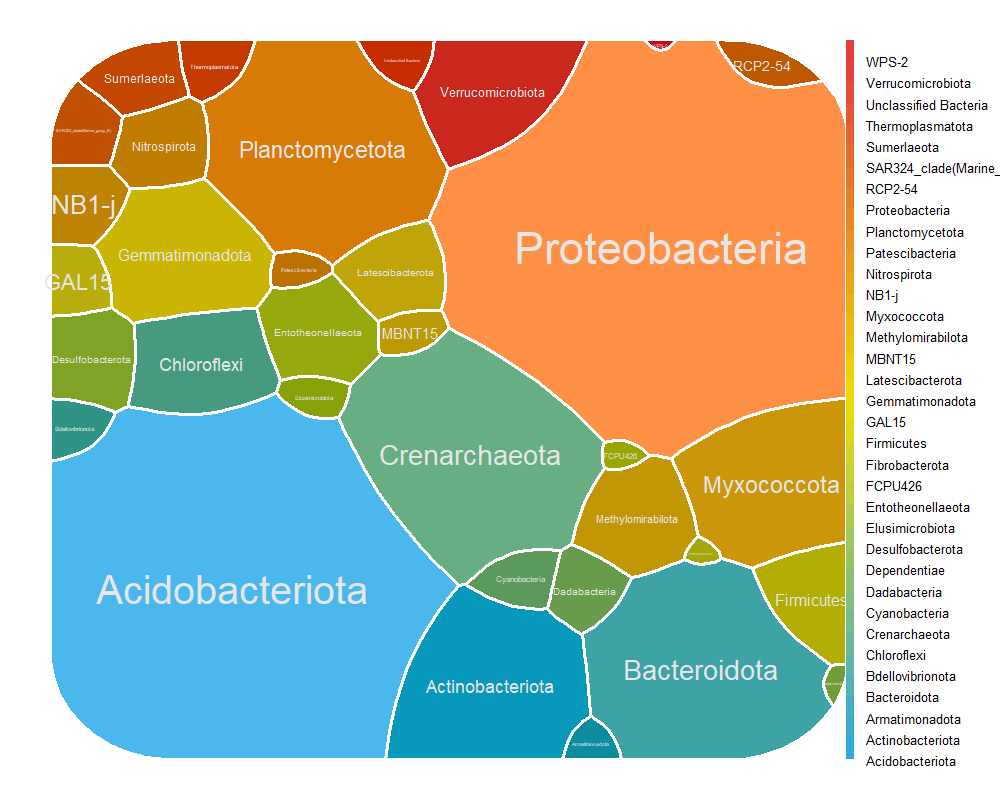 Sumerlaeota
Thermoplasmatota
Unclassified Bacteria
RCP2-54
Verrucomicrobiota
SAR324_clade(Marine_group_B)
Nitrospirota
Planctomycetota
NB1-j
Proteobacteria
Gemmatimonadota
Patescibacteria
Latescibacterota
GAL15
Entotheonellaeota
MBNT15
Desulfobacterota
Chloroflexi
Elusimicrobiota
Bdellovibrionota
Crenarchaeota
FCPU426
Myxococcota
Methylomirabilota
Cyanobacteria
Dadabacteria
Acidobacteriota
Firmicutes
Bacteroidota
Actinobacteriota
Armatimonadota
WPS-2
Verrucomicrobiota
Unclassified Bacteria
Thermoplasmatota
Sumerlaeota
SAR324_clade(Marine_
RCP2-54
Proteobacteria
Planctomycetota
Patescibacteria
Nitrospirota
NB1-j
Myxococcota
Methylomirabilota
MBNT15
Latescibacterota
Gemmatimonadota
GAL15
Firmicutes
Fibrobacterota
FCPU426
Entotheonellaeota
Elusimicrobiota
Desulfobacterota
Dependentiae
Dadabacteria
Cyanobacteria
Crenarchaeota
Chloroflexi
Bdellovibrionota
Bacteroidota
Armatimonadota
Actinobacteriota
Acidobacteriota